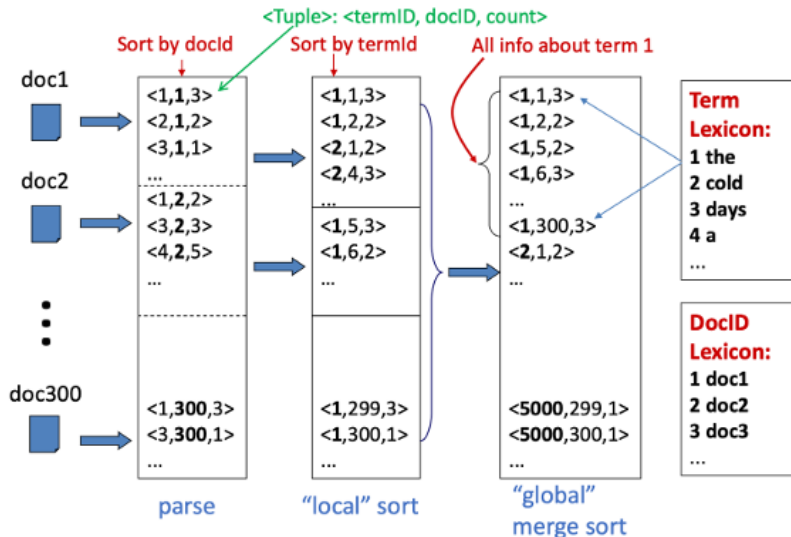 <Tuple>: <termID, docID, count>
Sort by docId
Sort by termId
All info about term 1
doc1
doc2
doc300
<1,1,3>
<2,1,2>
<3,1,1>
...
<1,2,2>
<3,2,3>
<4,2,5>
...
<1,300,3>
<3,300,1>
...
parse
<1,1,3>
<1,2,2>
<2,1,2>
<2,4,3>
...
<1,5,3>
<1,6,2>
...
<1,299,3>
<1,300,1>
...
"local" sort
<1,1,3>
<1,2,2>
<1,5,2>
<1,6,3>
...
<1,300,3>
<2,1,2>
...
<5000,299,1>
<5000,300,1>
...
"global"
merge sort
Term
Lexicon:
1 the
2 cold
3 days
4 a
...
DocID
Lexicon:
1 doc1
2 doc2
3 doc3
...